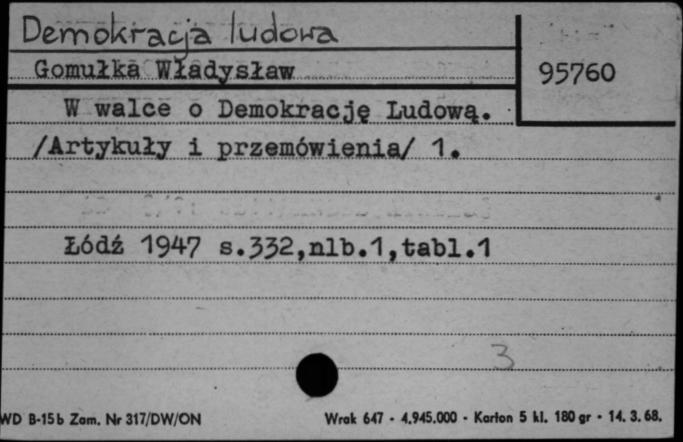 Demokracja ludowa
Gomułka Władysław
95760
W walce o Demokrację Ludową.
/Artykuły i przemówienia/ 1.
Łódź 1947 s.332,nlb.1,tabl.1
3
WD B-15b Zam. Nr 317/DW/ON Wrak 647 - 4.945.000 - Karton 5 kl. 180 gr - 14. 3. 68.